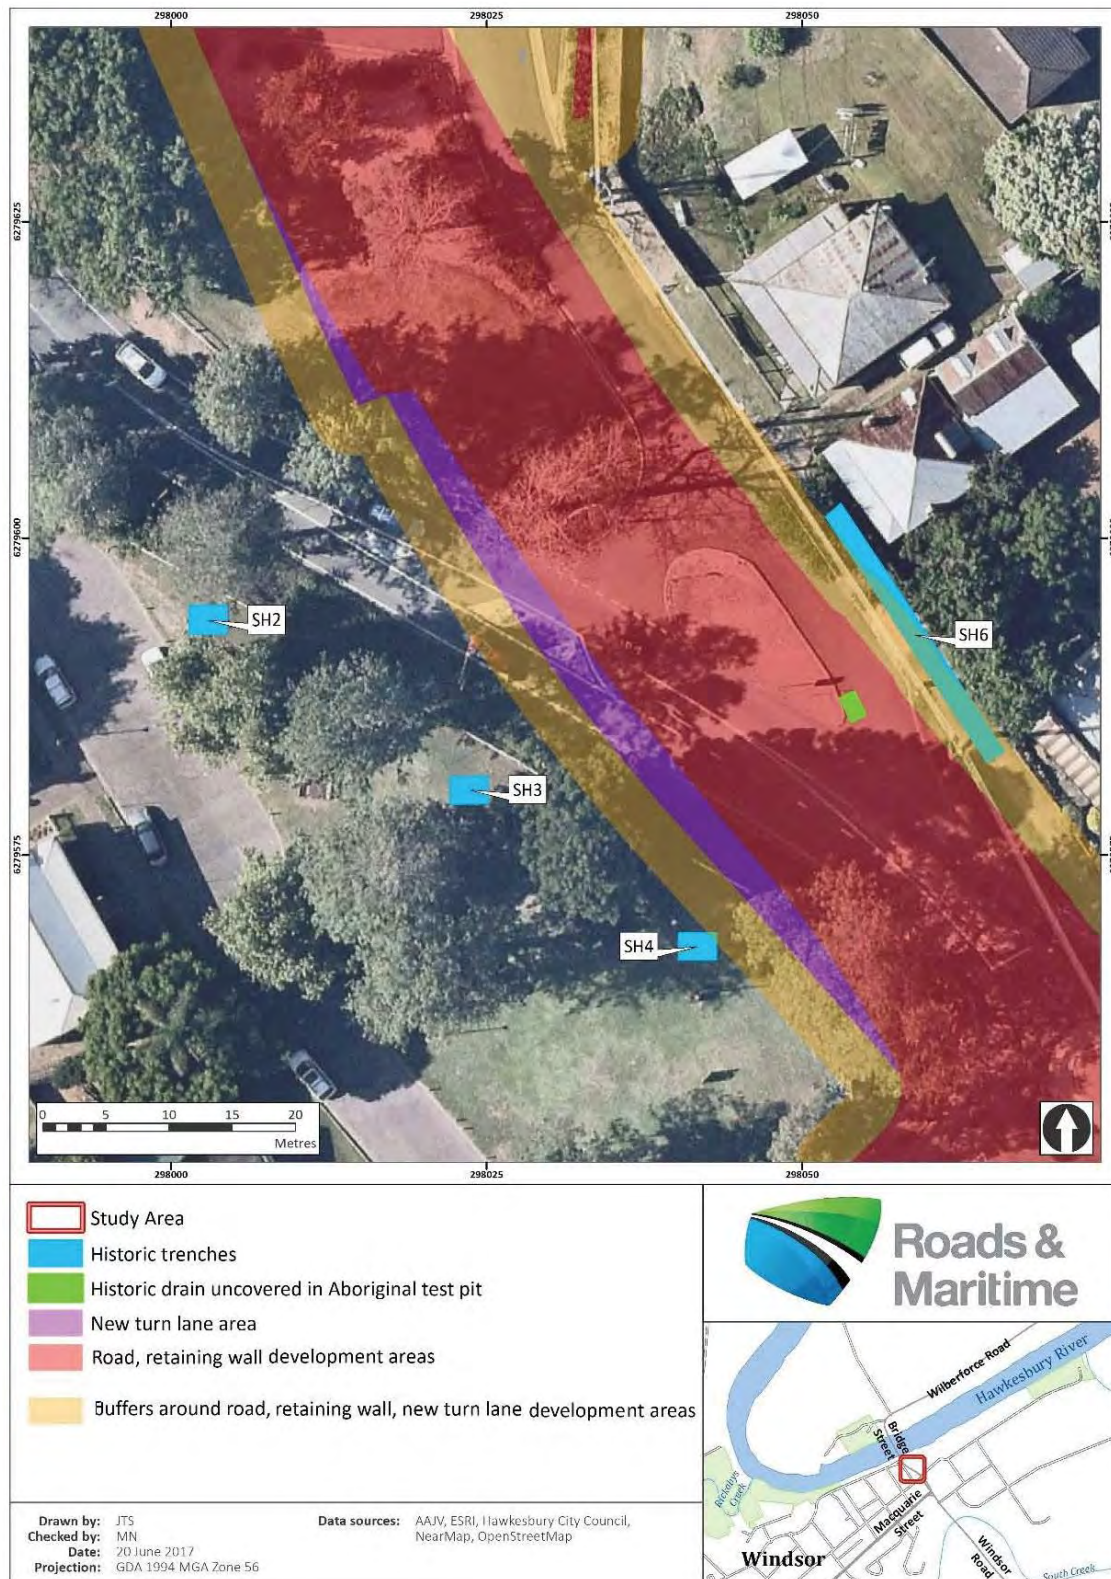 298000 298025 298050
6279625
6279600
6279575
SH2
SH6
SH3
SH4
0 5 10 15 20
Metres
298000 298025 298050
Study Area
Historic trenches
Historic drain uncovered in Aboriginal test pit
New turn lane area
Road, retaining wall development areas
Buffers around road, retaining wall, new turn lane development areas
Roads &
Maritime
Wilberforce Road
Hawkesbury River
Bridge
Street
Rickabys
Creek
Macquarie
Street
Windsor
Windsor
Road
South Creek
Drawn by: JTS
Checked by: MN
Date: 20 June 2017
Projection: GDA 1994 MGA Zone 56
Data sources: AAJV, ESRI, Hawkesbury City Council,
NearMap, OpenStreetMap